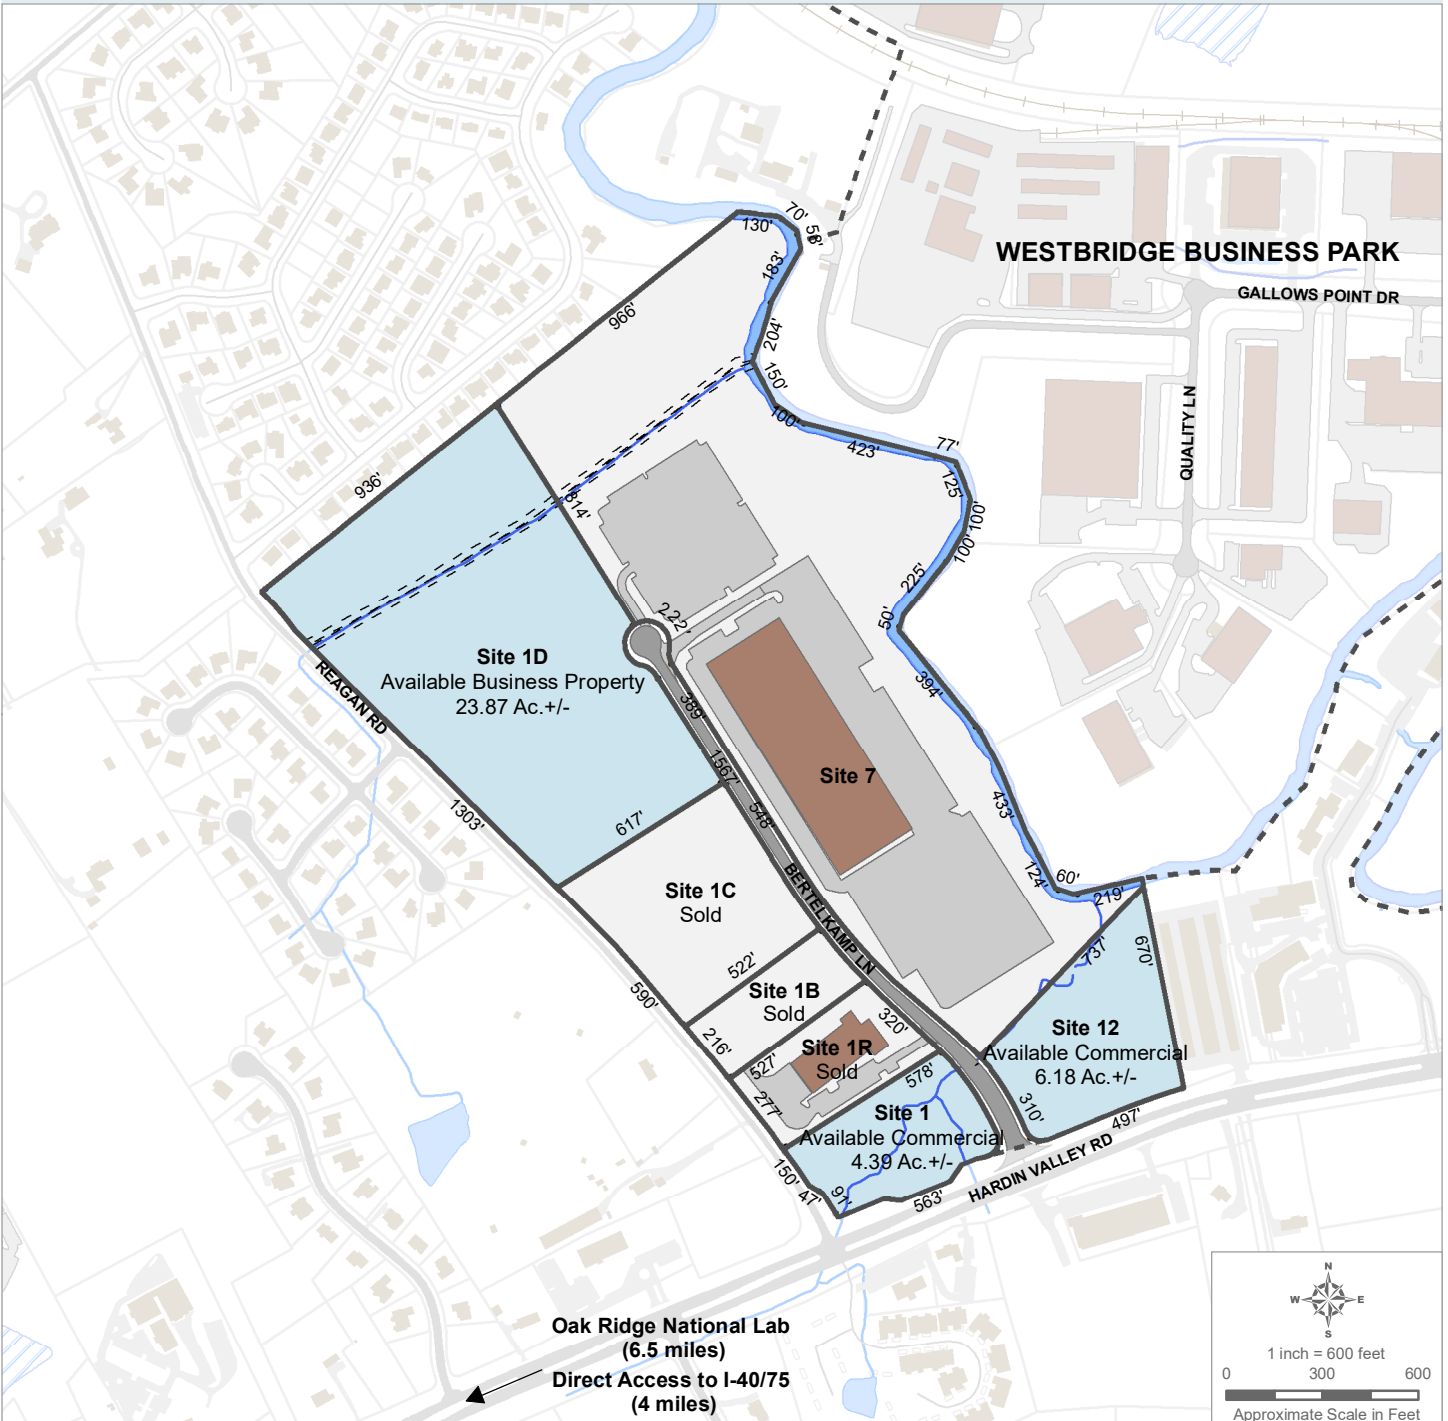 70'
58'
130'
183'
WESTBRIDGE BUSINESS PARK
GALLOWS POINT DR
966'
204'
150'
100'
423'
77'
125'
QUALITY LN
936'
814'
100'
100'
225'
50'
222'
Site 1D
Available Business Property
23.87 Ac.+/-
REAGAN RD
394'
389'
1567'
Site 7
548'
433'
1303'
617'
BERTELKAMP LN
124'
60'
219'
Site 1C
Sold
737'
670'
522'
590'
Site 1B
Sold
216'
320'
527'
Site 1R
Sold
Site 12
Available Commercial
6.18 Ac.+/-
277'
578'
310'
497'
Site 1
Available Commercial
4.39 Ac.+/-
150'
47'
91'
563'
HARDIN VALLEY RD
Oak Ridge National Lab
(6.5 miles)
Direct Access to I-40/75
(4 miles)
N
W
E
S
1 inch = 600 feet
0 300 600
Approximate Scale in Feet